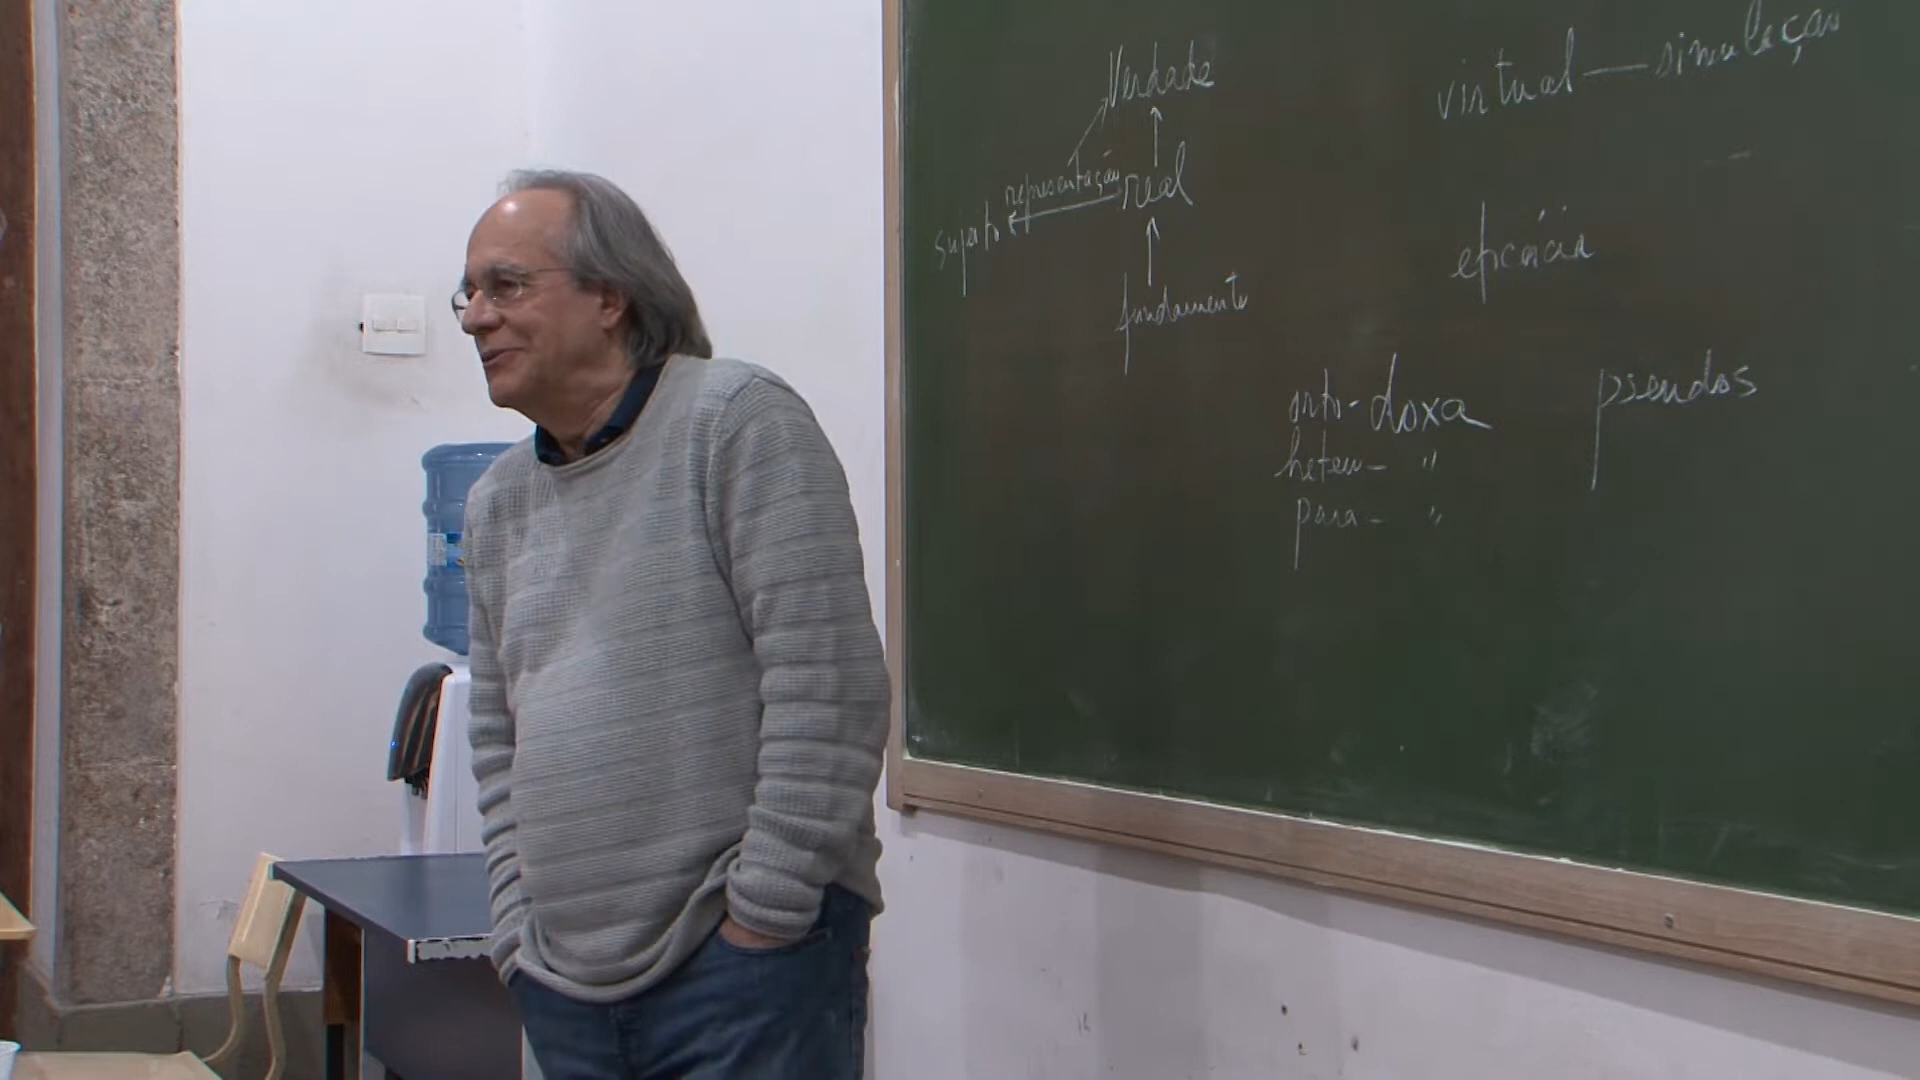 Verdade
virtual — simulação
representação real
sujeito
eficácia
fundamento
orto-doxa
pseudos
hetero- "
para- "